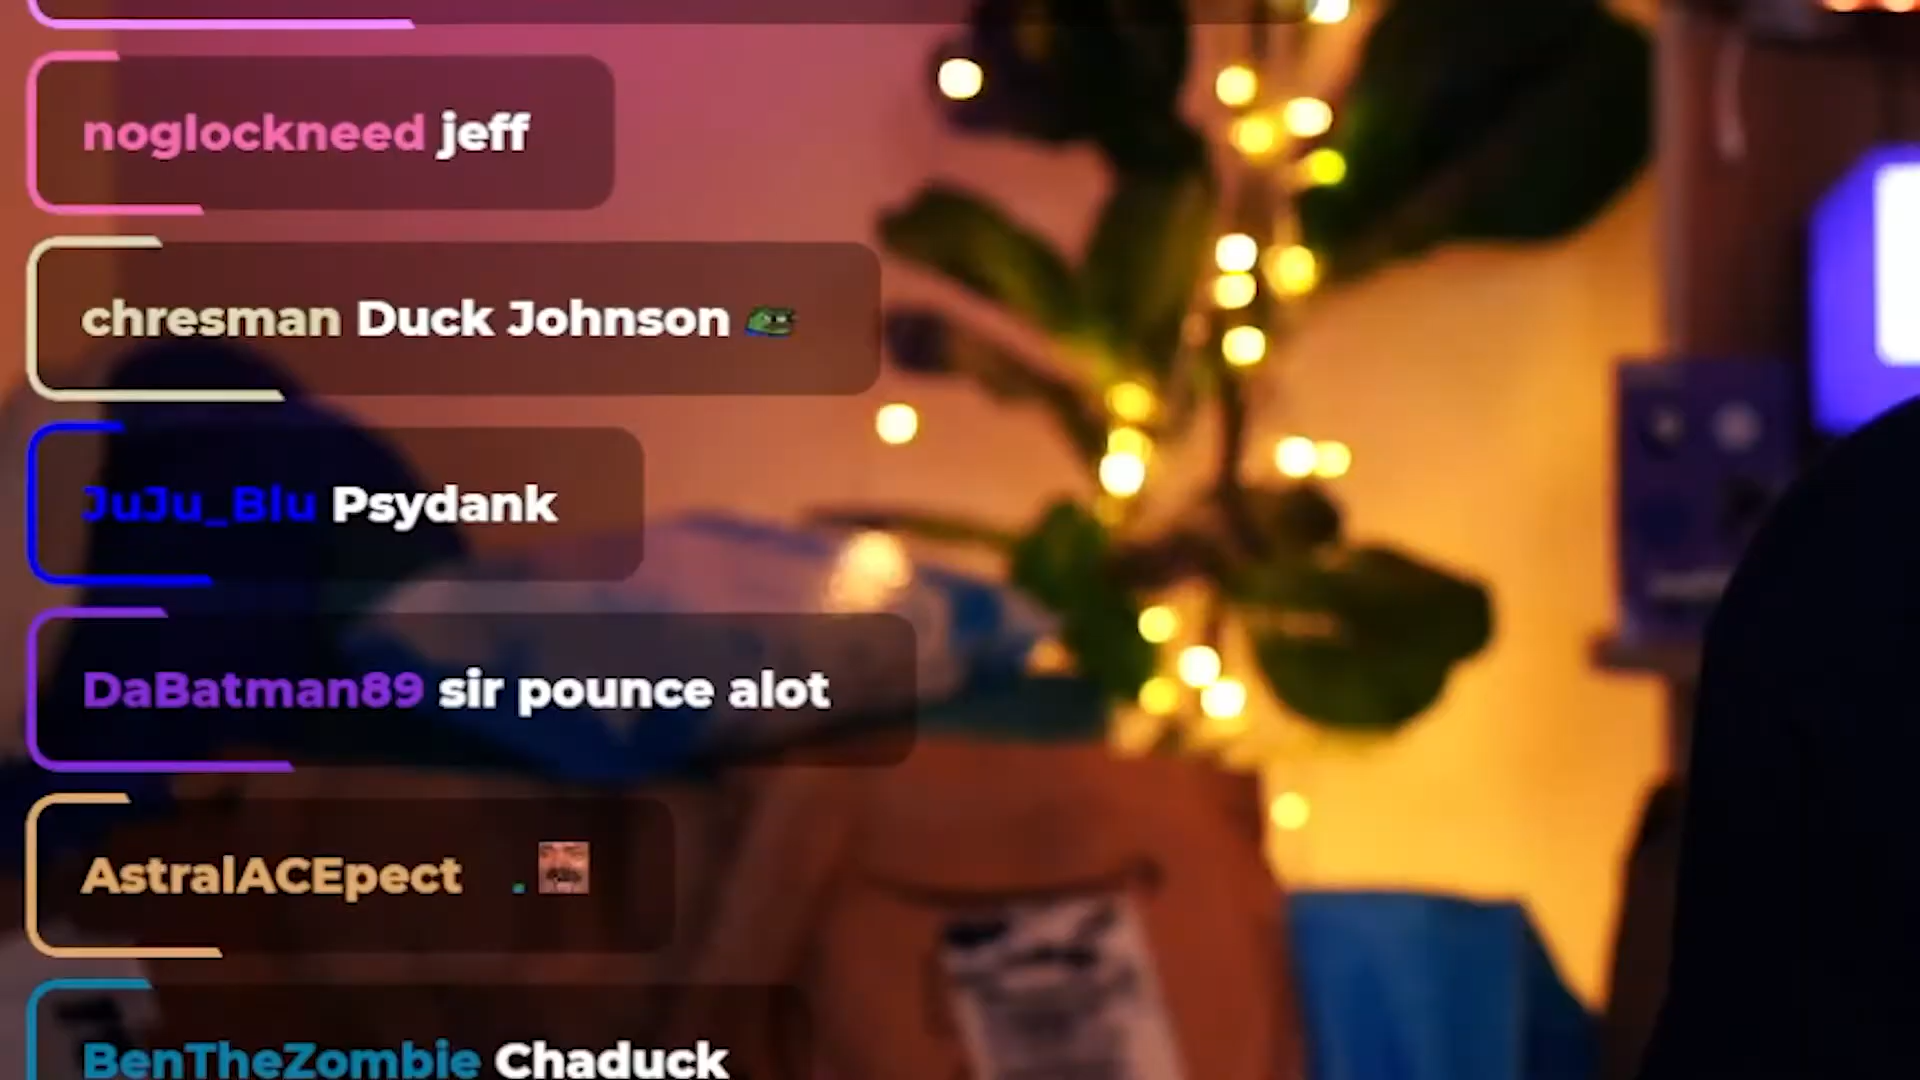 noglockneed jeff
chresman Duck Johnson
JuJu_Blu Psydank
DaBatman89 sir pounce alot
AstralACEpect
BenTheZombie Chaduck